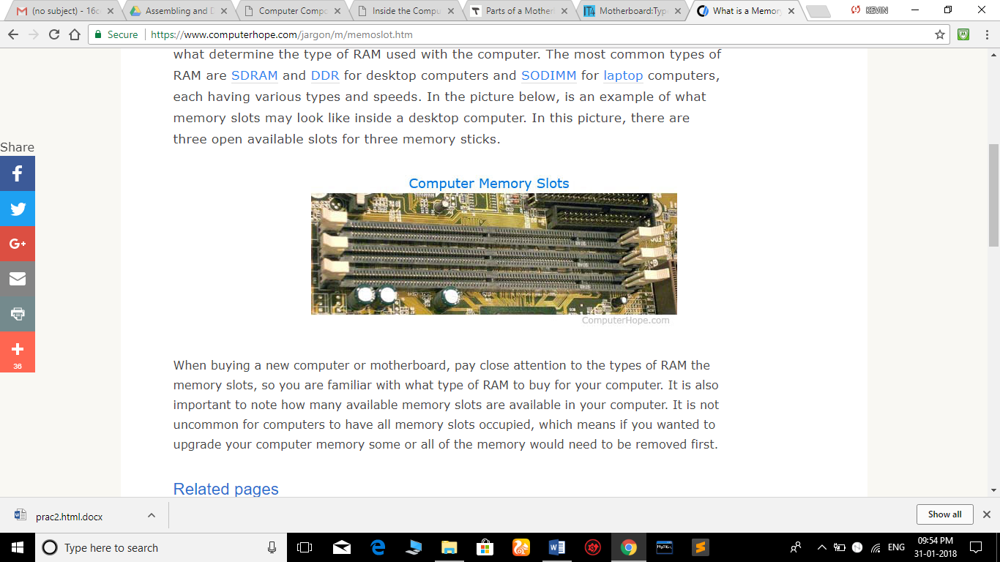 (no subject) - 16c
Assembling and D
Computer Compo
Inside the Compu
Parts of a Mother
Motherboard:Type
What is a Memor
KEVIN
Secure
https://www.computerhope.com/jargon/m/memoslot.htm
what determine the type of RAM used with the computer. The most common types of
RAM are SDRAM and DDR for desktop computers and SODIMM for laptop computers,
each having various types and speeds. In the picture below, is an example of what
memory slots may look like inside a desktop computer. In this picture, there are
three open available slots for three memory sticks.
Share
Computer Memory Slots
ComputerHope.com
G+
36
When buying a new computer or motherboard, pay close attention to the types of RAM the
memory slots, so you are familiar with what type of RAM to buy for your computer. It is also
important to note how many available memory slots are available in your computer. It is not
uncommon for computers to have all memory slots occupied, which means if you wanted to
upgrade your computer memory some or all of the memory would need to be removed first.
Related pages
prac2.html.docx
Show all
Type here to search
MySQL
ENG
09:54 PM
31-01-2018